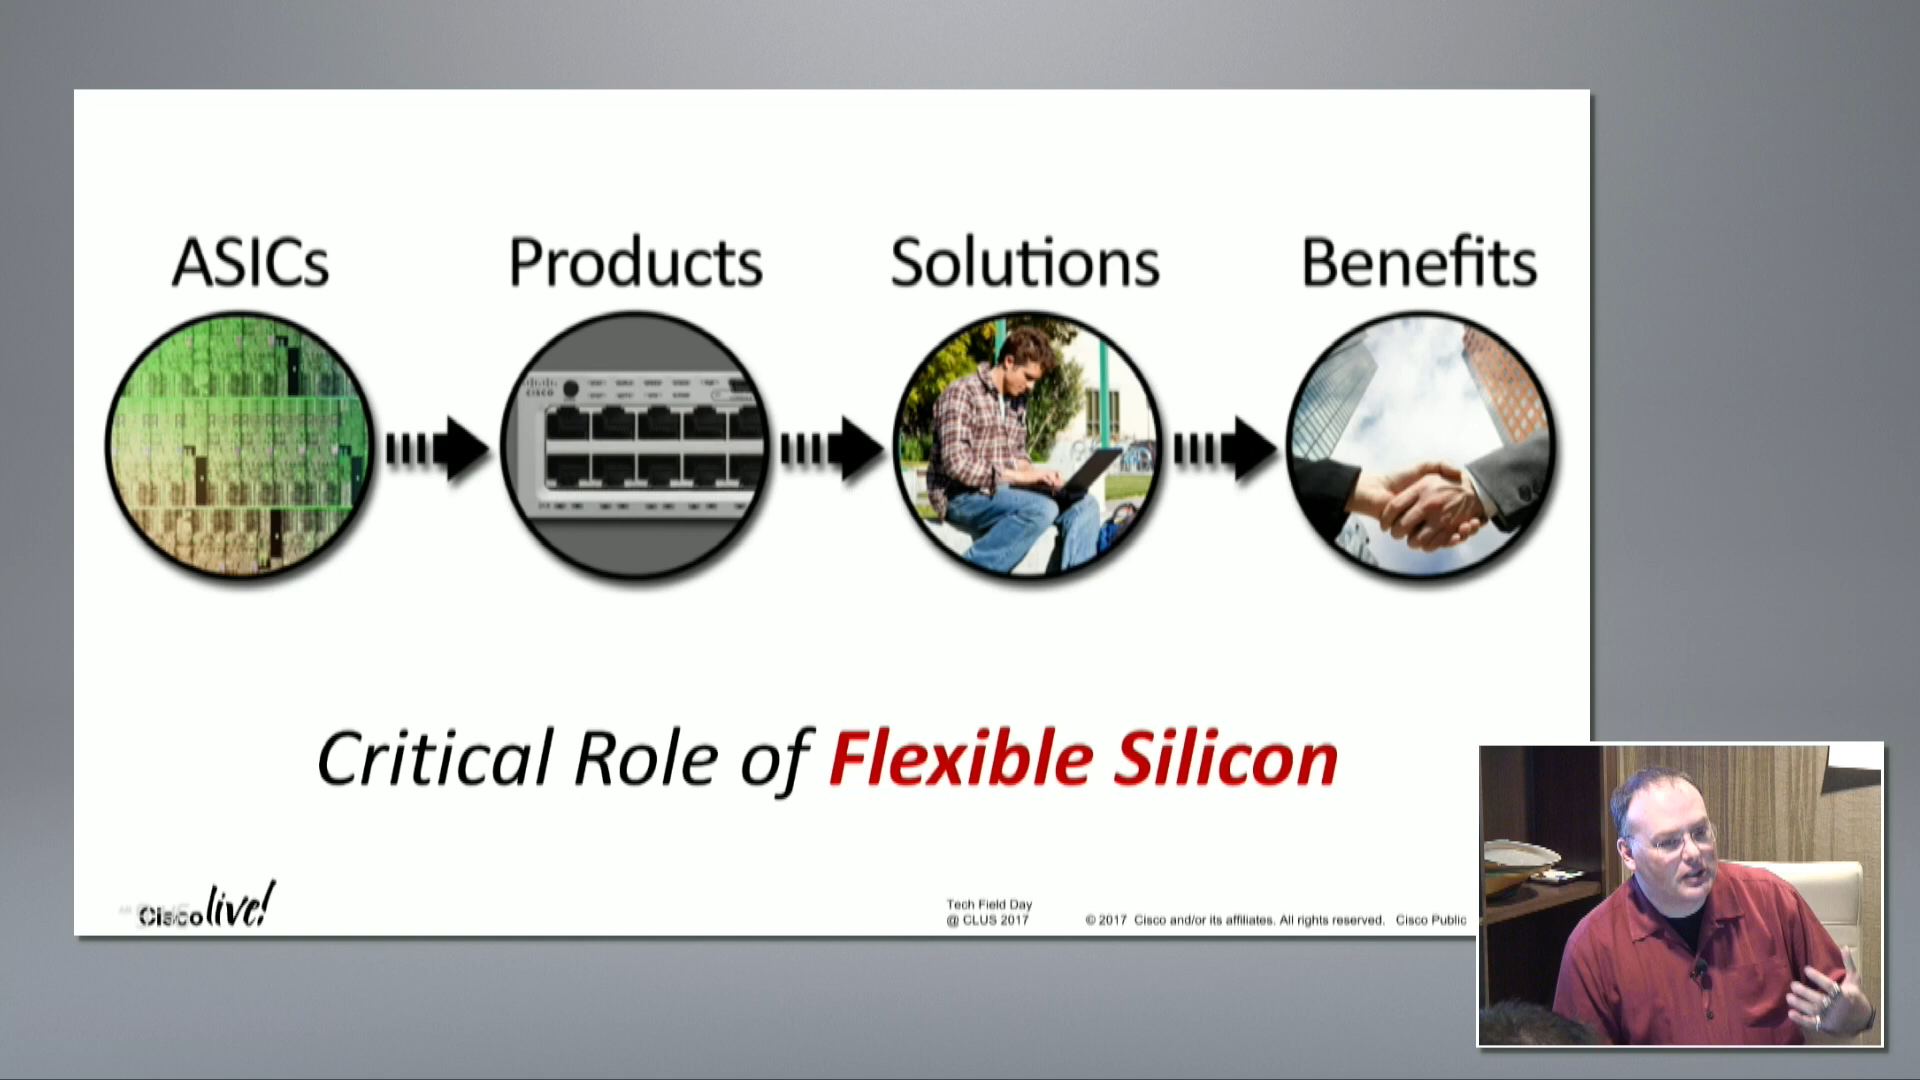 ASICs
Products
Solutions
Benefits
CISCO
Critical Role of Flexible Silicon
Cisco live!
Tech Field Day
@ CLUS 2017
© 2017 Cisco and/or its affiliates. All rights reserved. Cisco Public